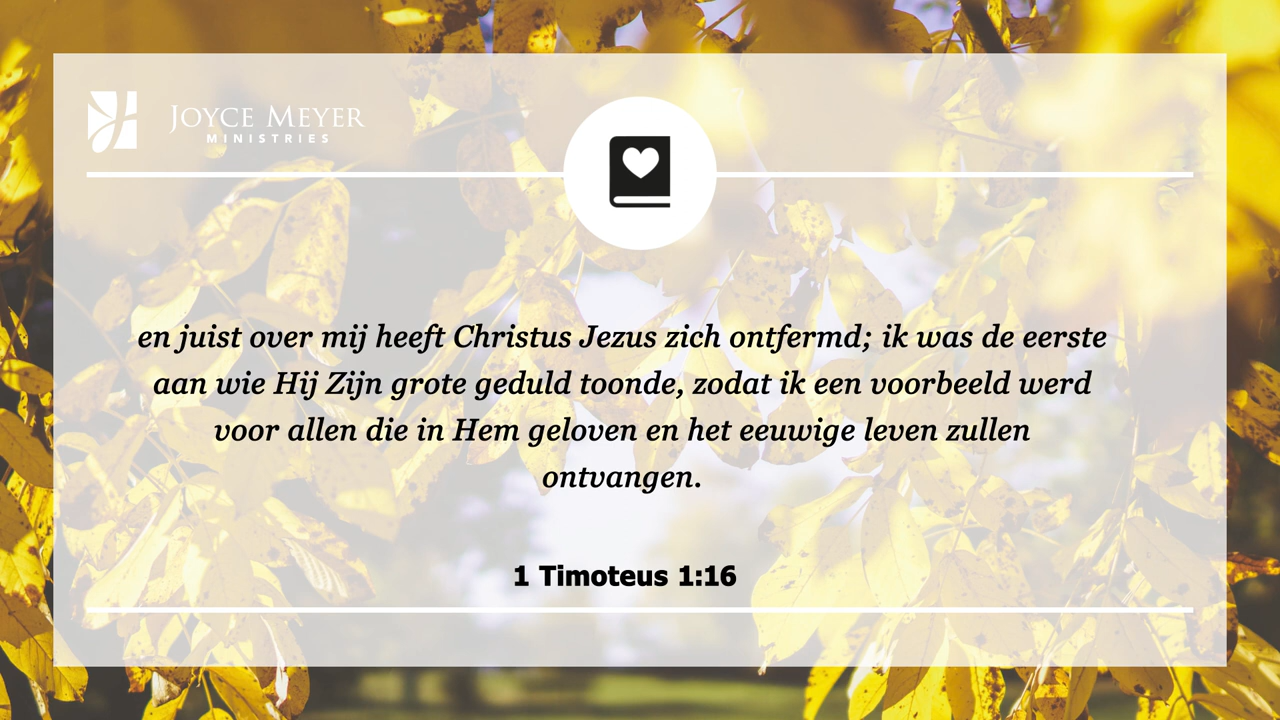 JOYCE MEYER
MINISTRIES
en juist over mij heeft Christus Jezus zich ontfermd; ik was de eerste
aan wie Hij Zijn grote geduld toonde, zodat ik een voorbeeld werd
voor allen die in Hem geloven en het eeuwige leven zullen
ontvangen.
1 Timoteus 1:16